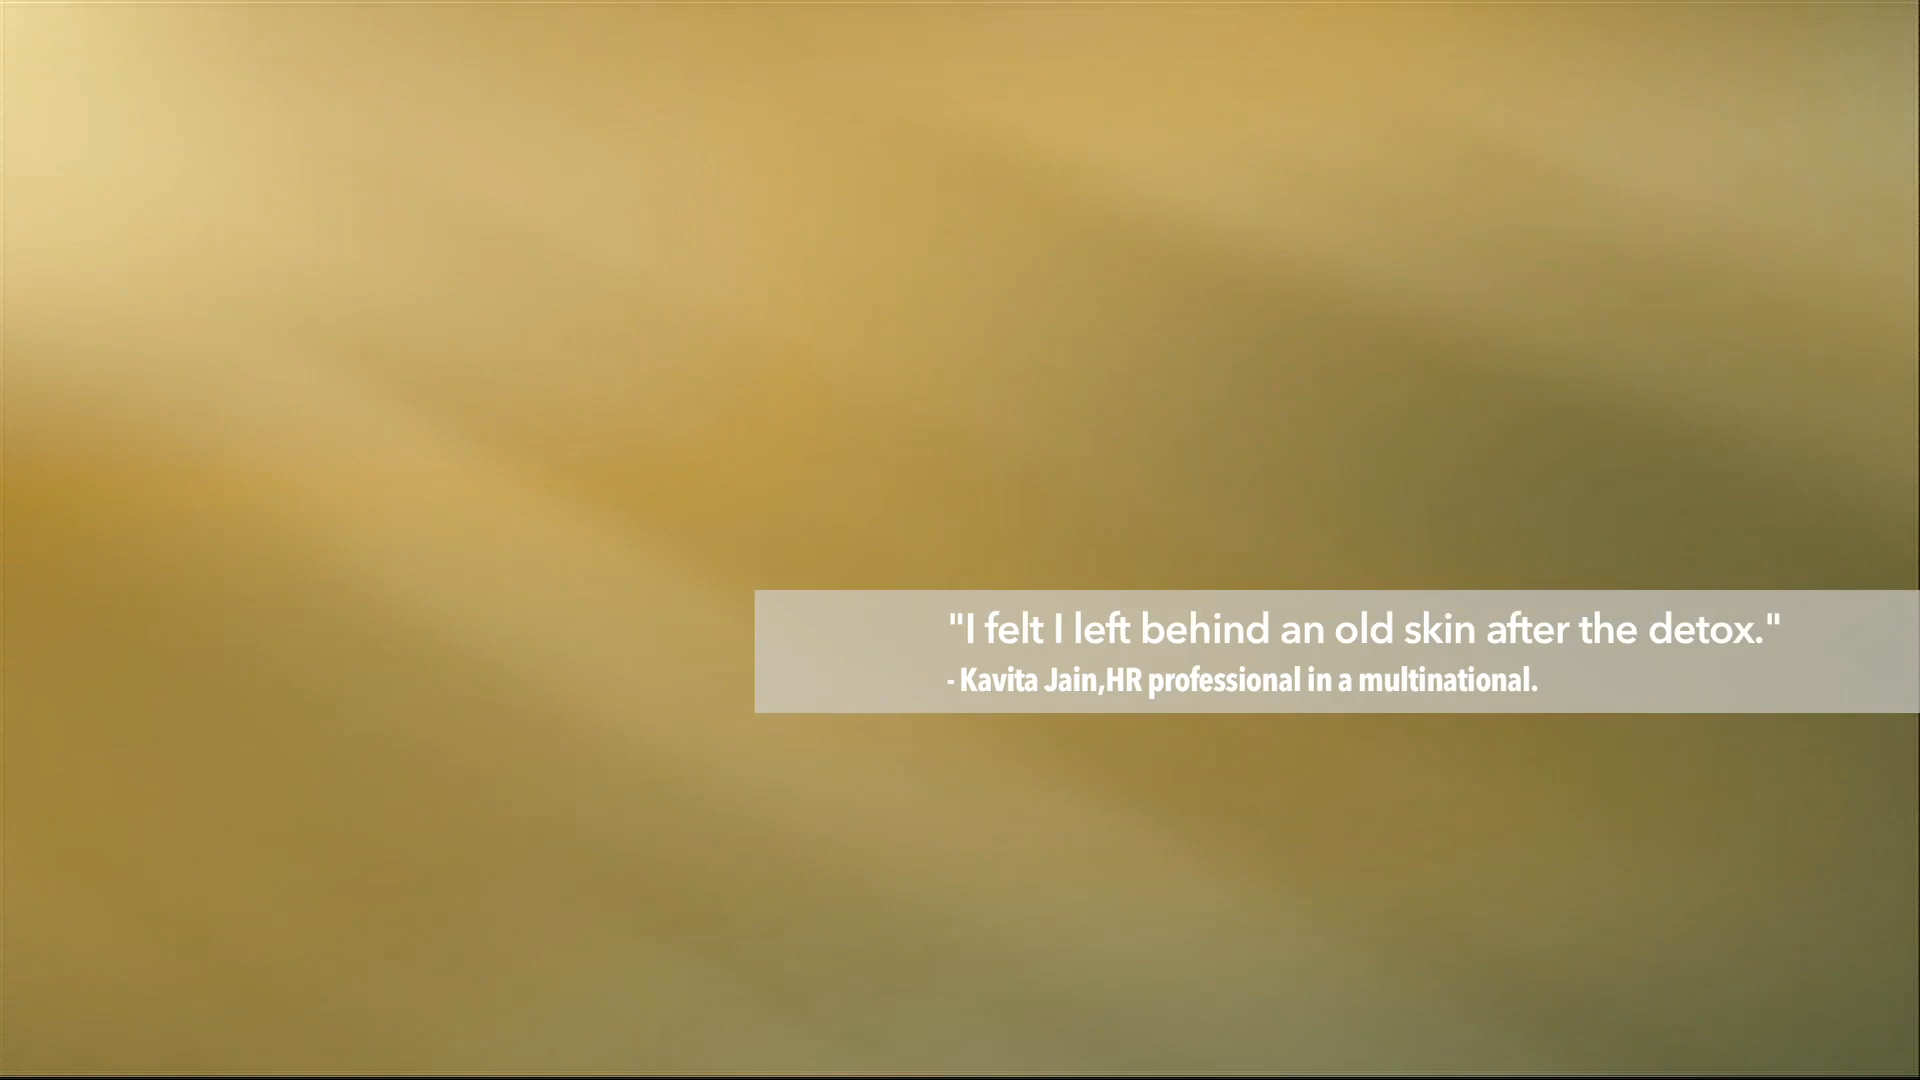 "I felt I left behind an old skin after the detox."
- Kavita Jain,HR professional in a multinational.